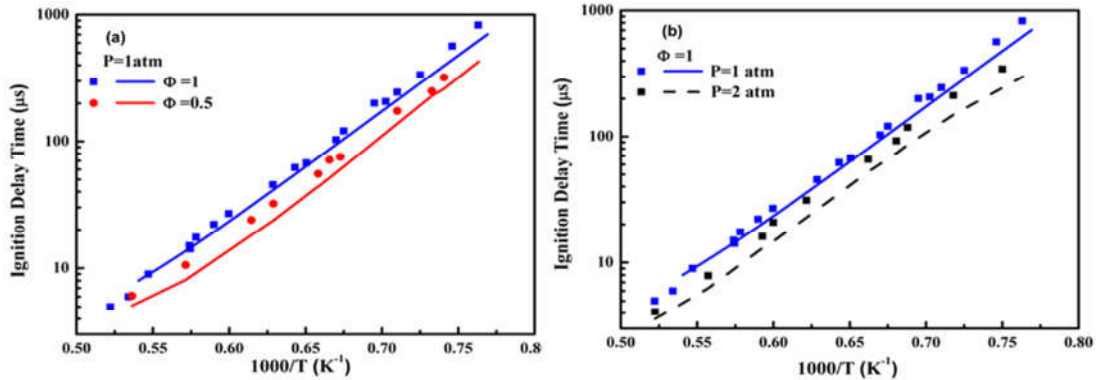 1000
(a)
P=1atm
Φ=1
Φ=0.5
100
10
Ignition Delay Time (μs)
0.50
0.55
0.60
0.65
0.70
0.75
0.8
1000/T (K⁻¹)
1000
(b)
Φ=1
P=1 atm
P=2 atm
100
10
Ignition Delay Time (μs)
0.50
0.55
0.60
0.65
0.70
0.75
0.80
1000/T (K⁻¹)